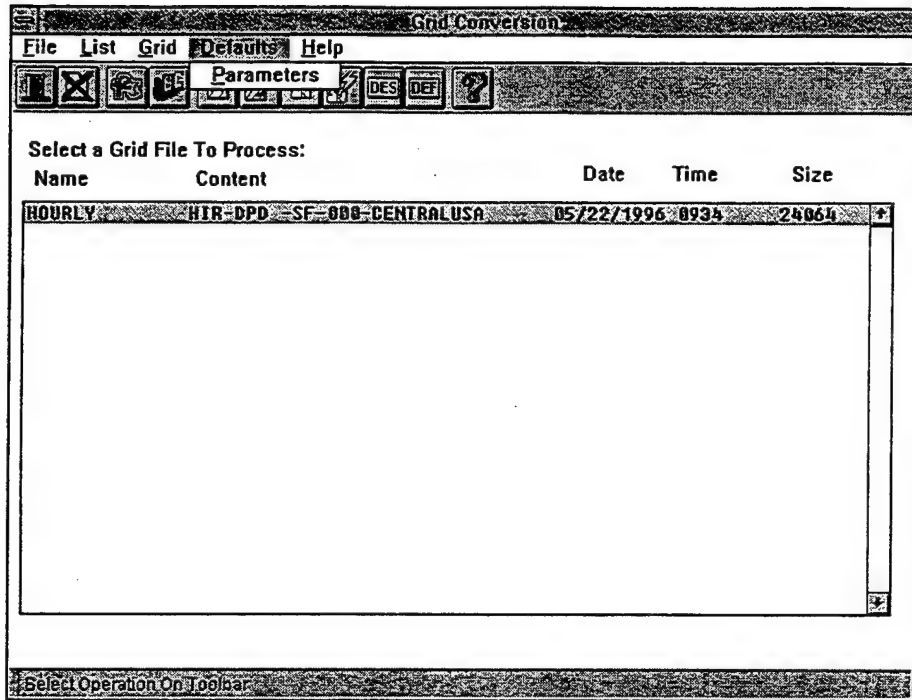 Grid Conversion
File List Grid Defaults Help
Parameters
DES DEF ?
Select a Grid File To Process:
Name Content Date Time Size
HOURLY HIR-DPD -SF-000-CENTRALUSA 05/22/1996 0934 24064
Select Operation On Toolbar